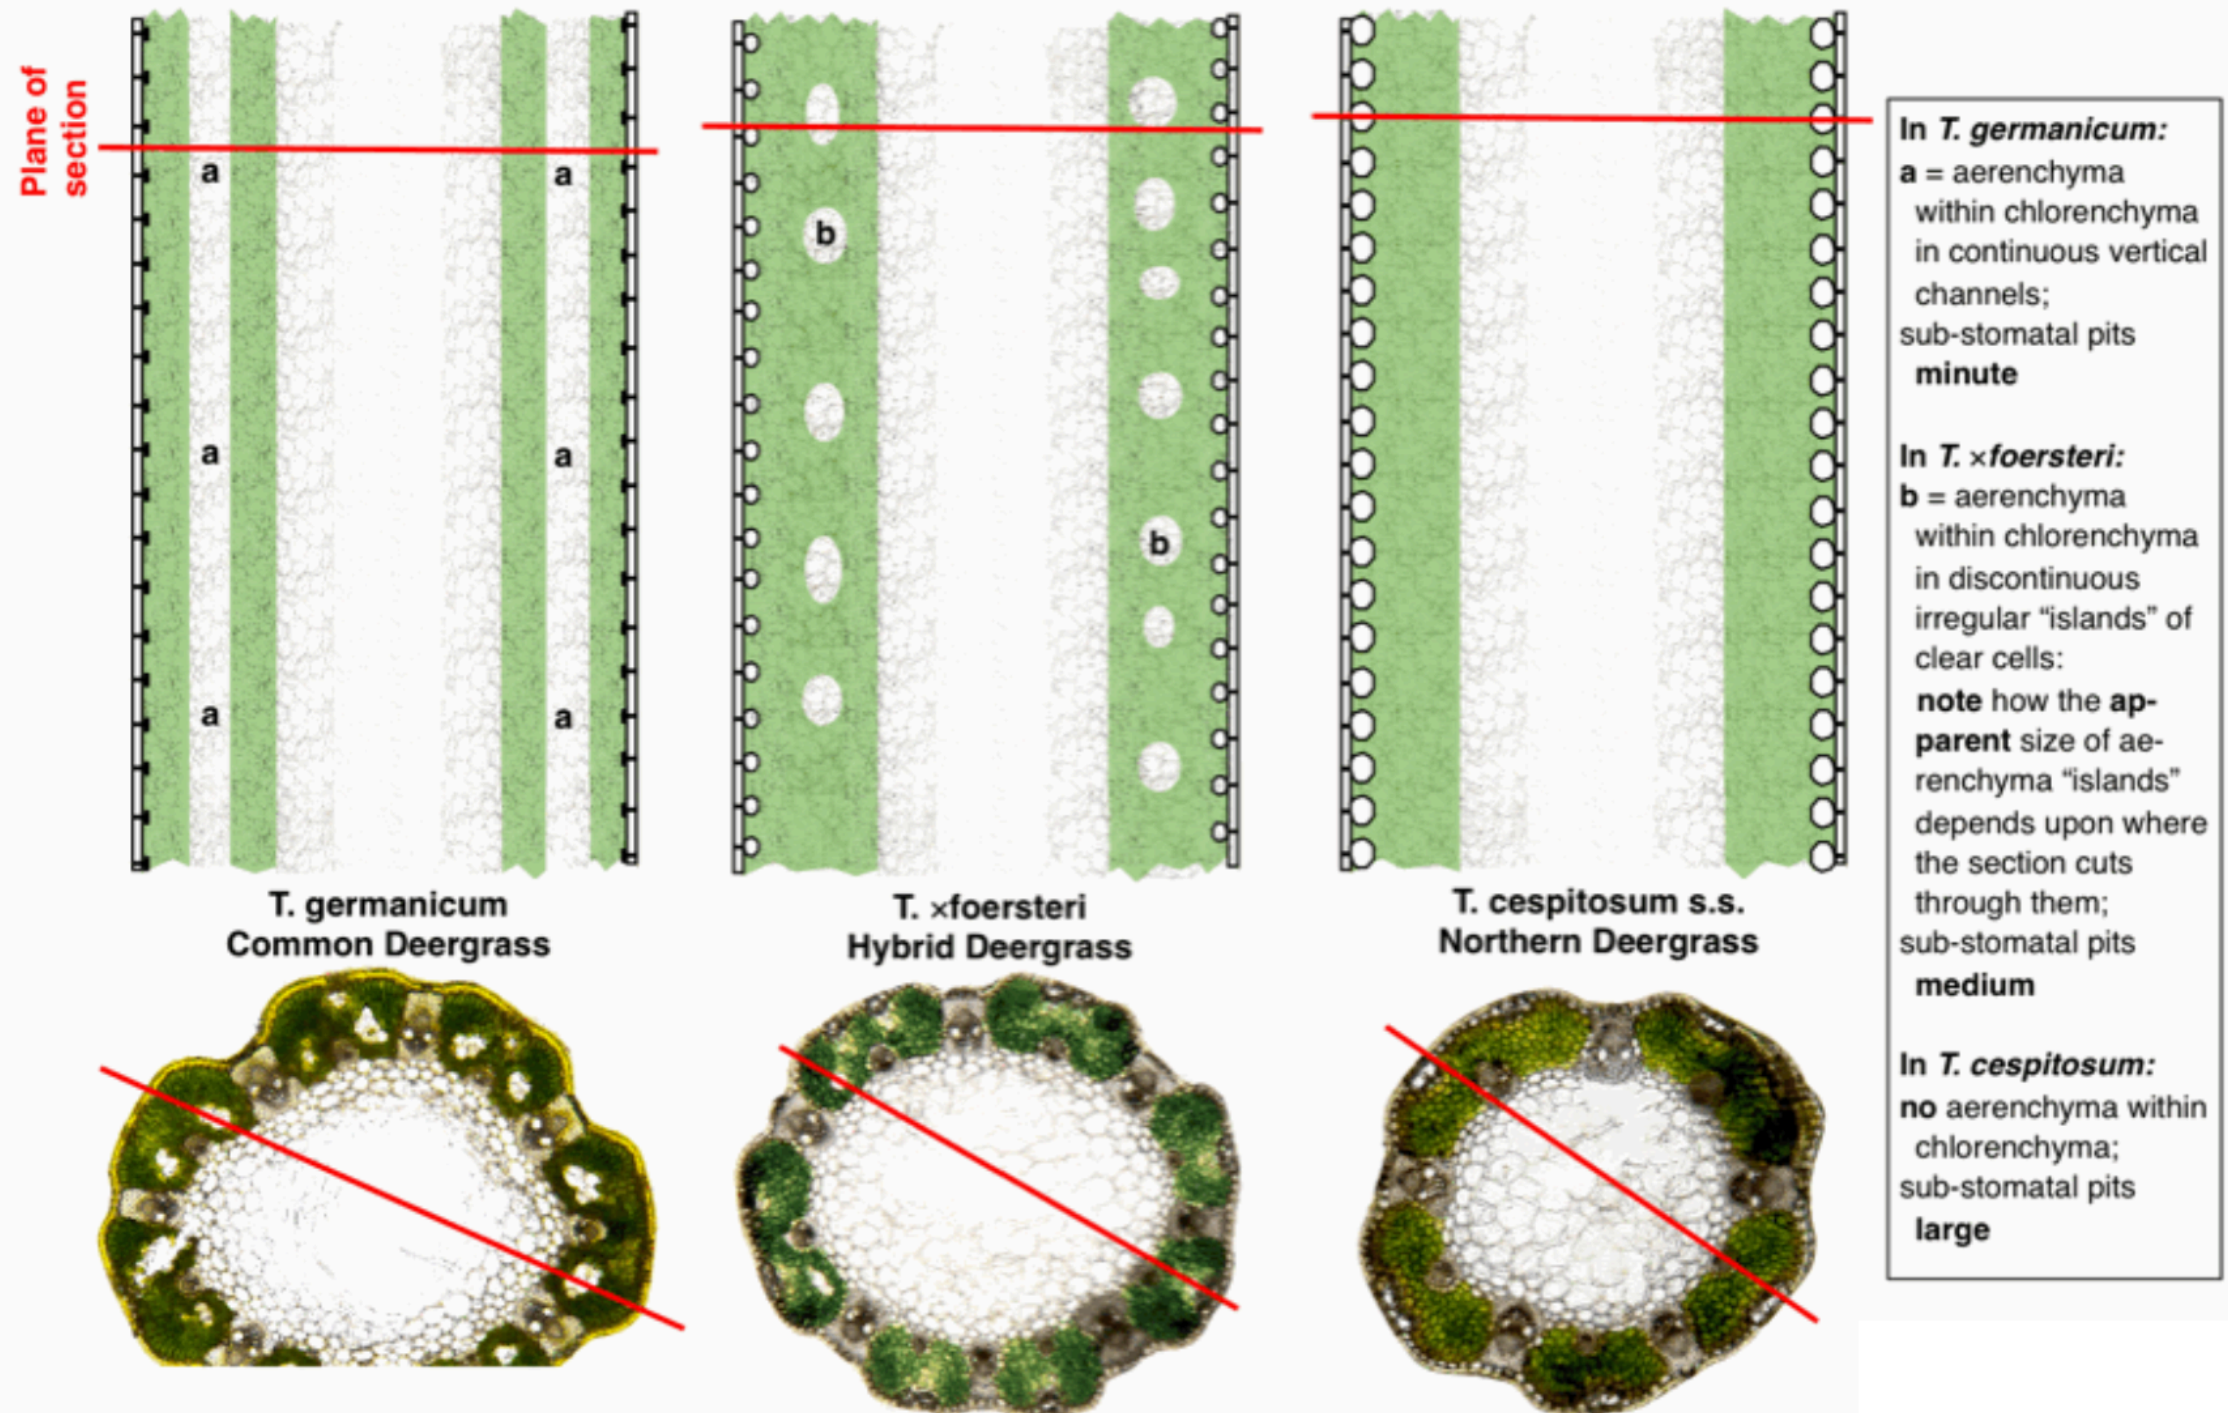 Plane of
section
a
a
a
a
a
a
b
b
T. germanicum
Common Deergrass
T. ×foersteri
Hybrid Deergrass
T. cespitosum s.s.
Northern Deergrass
In T. germanicum:
a = aerenchyma
within chlorenchyma
in continuous vertical
channels;
sub-stomatal pits
minute
In T. ×foersteri:
b = aerenchyma
within chlorenchyma
in discontinuous
irregular “islands” of
clear cells:
note how the ap-
parent size of ae-
renchyma “islands”
depends upon where
the section cuts
through them;
sub-stomatal pits
medium
In T. cespitosum:
no aerenchyma within
chlorenchyma;
sub-stomatal pits
large